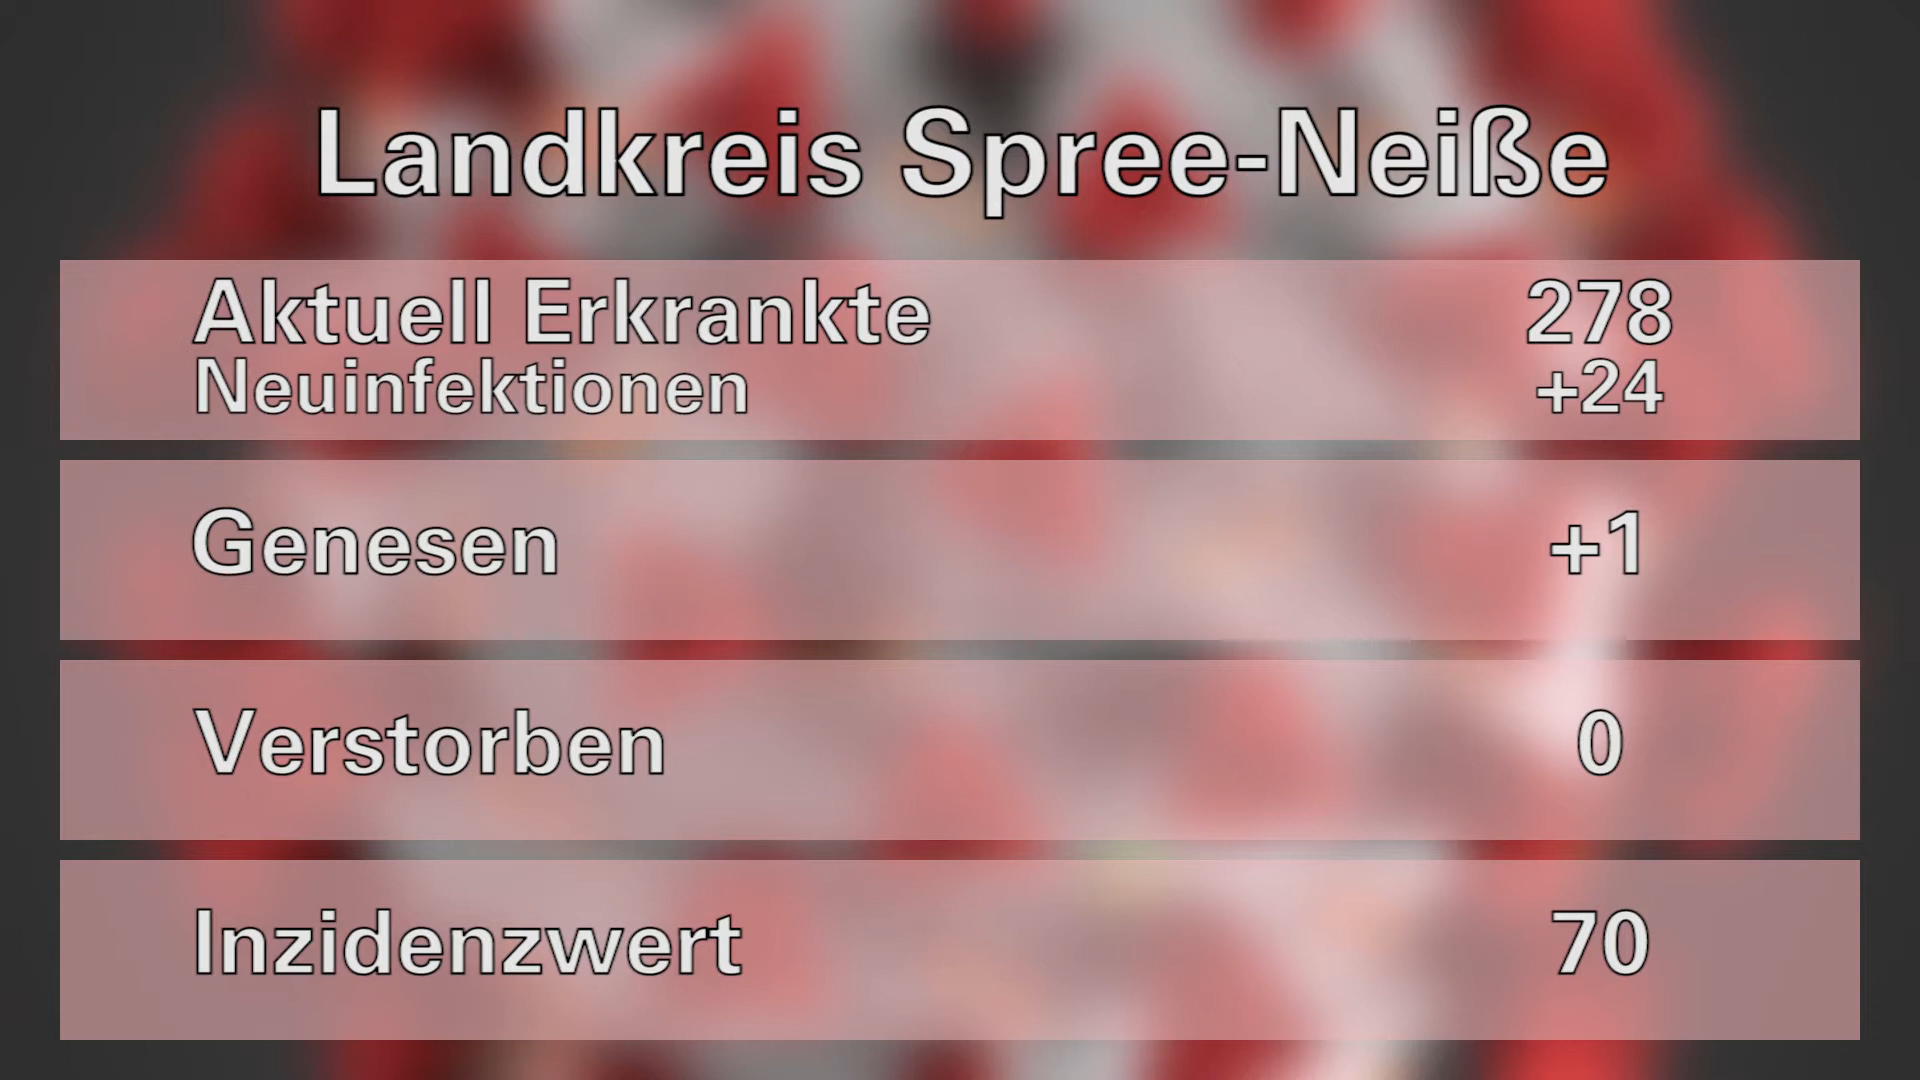 Landkreis Spree-Neiße
Aktuell Erkrankte 278
Neuinfektionen +24
Genesen +1
Verstorben 0
Inzidenzwert 70